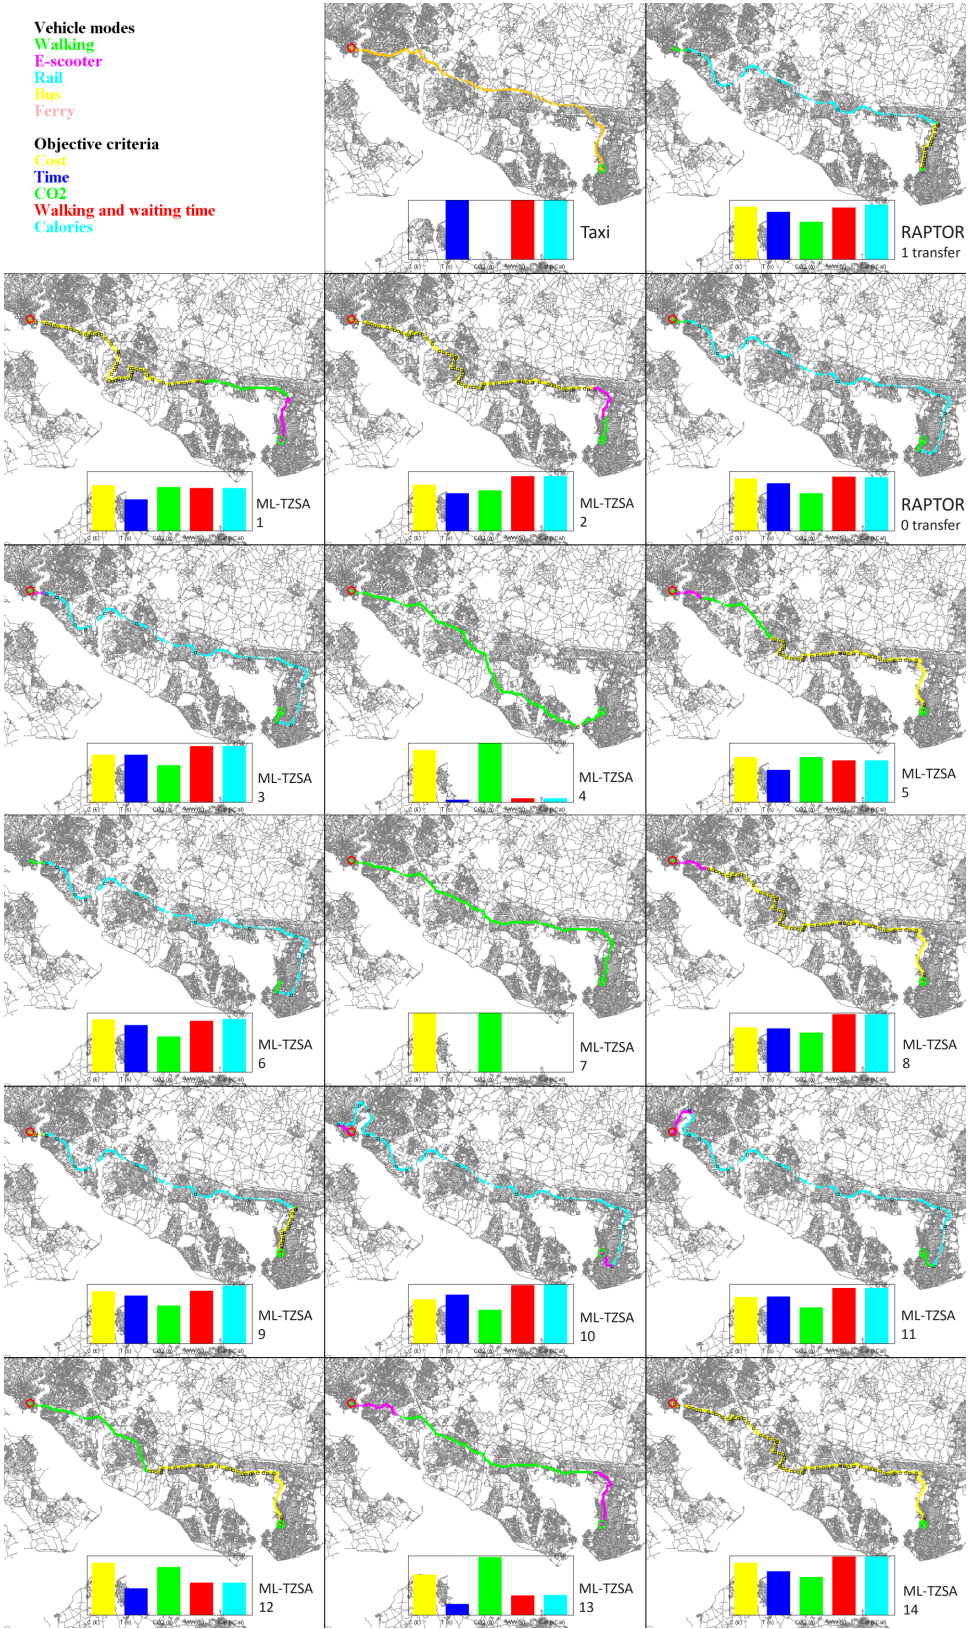 Vehicle modes
Walking
E-scooter
Rail
Bus
Ferry
Objective criteria
Cost
Time
CO2
Walking and waiting time
Calories
Taxi
RAPTOR
1 transfer
ML-TZSA
1
ML-TZSA
2
RAPTOR
0 transfer
ML-TZSA
3
ML-TZSA
4
ML-TZSA
5
ML-TZSA
6
ML-TZSA
7
ML-TZSA
8
ML-TZSA
9
ML-TZSA
10
ML-TZSA
11
ML-TZSA
12
ML-TZSA
13
ML-TZSA
14